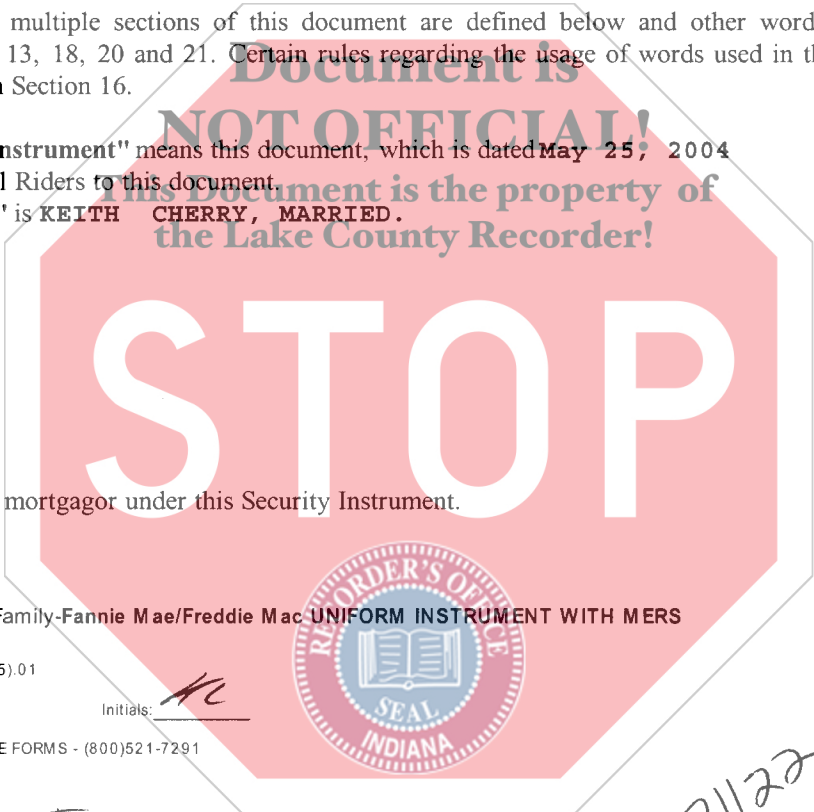 multiple sections of this document are defined below and other word
13, 18, 20 and 21. Certain rules regarding the usage of words used in th
Section 16.
Document is
NOT OFFICIAL!
nstrument" means this document, which is dated May 25, 2004
l Riders to this document.
This Document is the property of
" is KEITH CHERRY, MARRIED.
the Lake County Recorder!
STOP
mortgagor under this Security Instrument.
RECORDER'S OFFICE
SEAL
INDIANA
Family-Fannie Mae/Freddie Mac UNIFORM INSTRUMENT WITH MERS
5).01
Initials: KC
E FORMS - (800)521-7291